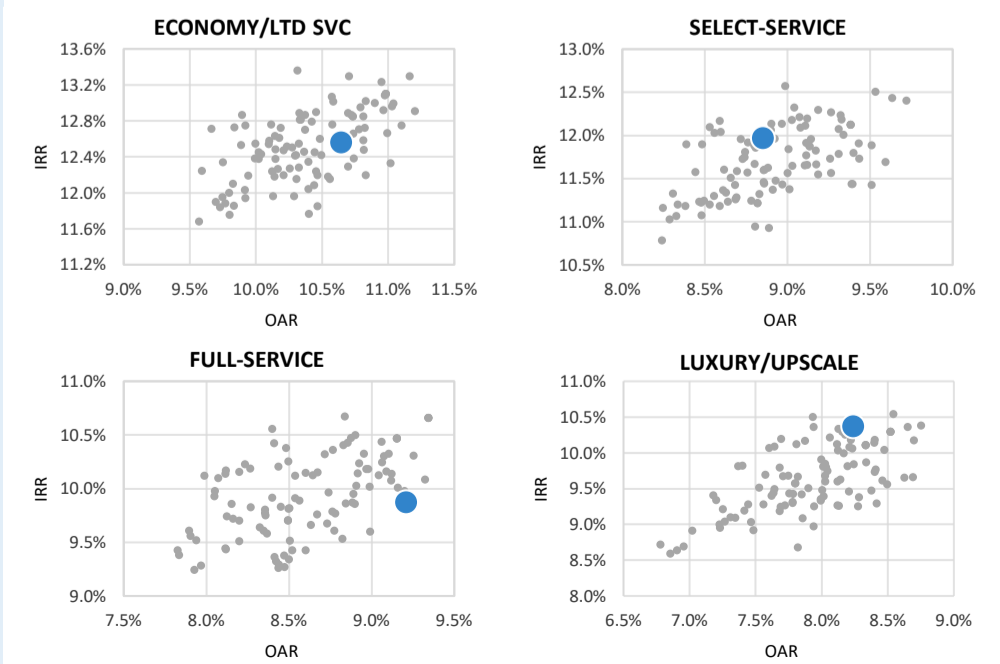 ECONOMY/LTD SVC
13.6%
13.2%
12.8%
12.4%
12.0%
11.6%
11.2%
IRR
9.0% 9.5% 10.0% 10.5% 11.0% 11.5%
OAR
SELECT-SERVICE
13.0%
12.5%
12.0%
11.5%
11.0%
10.5%
IRR
8.0% 8.5% 9.0% 9.5% 10.0%
OAR
FULL-SERVICE
11.0%
10.5%
10.0%
9.5%
9.0%
IRR
7.5% 8.0% 8.5% 9.0% 9.5%
OAR
LUXURY/UPSCALE
11.0%
10.5%
10.0%
9.5%
9.0%
8.5%
8.0%
IRR
6.5% 7.0% 7.5% 8.0% 8.5% 9.0%
OAR